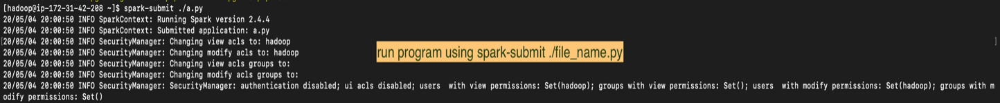 [hadoop@ip-172-31-42-208 ~]$ spark-submit ./a.py
20/05/04 20:00:50 INFO SparkContext: Running Spark version 2.4.4
20/05/04 20:00:50 INFO SparkContext: Submitted application: a.py
[20/05/04 20:00:50 INFO SecurityManager: Changing view acls to: hadoop ]
20/05/04 20:00:50 INFO SecurityManager: Changing modify acls to: hadoop
run program using spark-submit ./file_name.py
20/05/04 20:00:50 INFO SecurityManager: Changing view acls groups to:
20/05/04 20:00:50 INFO SecurityManager: Changing modify acls groups to:
20/05/04 20:00:50 INFO SecurityManager: SecurityManager: authentication disabled; ui acls disabled; users  with view permissions: Set(hadoop); groups with view permissions: Set(); users  with modify permissions: Set(hadoop); groups with m
odify permissions: Set()